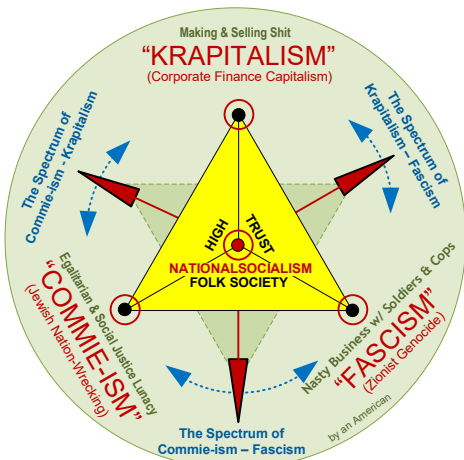 Making & Selling Shit
“KRAPITALISM”
(Corporate Finance Capitalism)
The Spectrum of
Commie-ism - Krapitalism
The Spectrum of
Krapitalism – Fascism
HIGH
TRUST
NATIONALSOCIALISM
FOLK SOCIETY
Egalitarian & Social Justice Lunacy
“COMMIE-ISM”
(Jewish Nation-Wrecking)
Nasty Business w/ Soldiers & Cops
“FASCISM”
(Zionist Genocide)
The Spectrum of
Commie-ism – Fascism
by an American